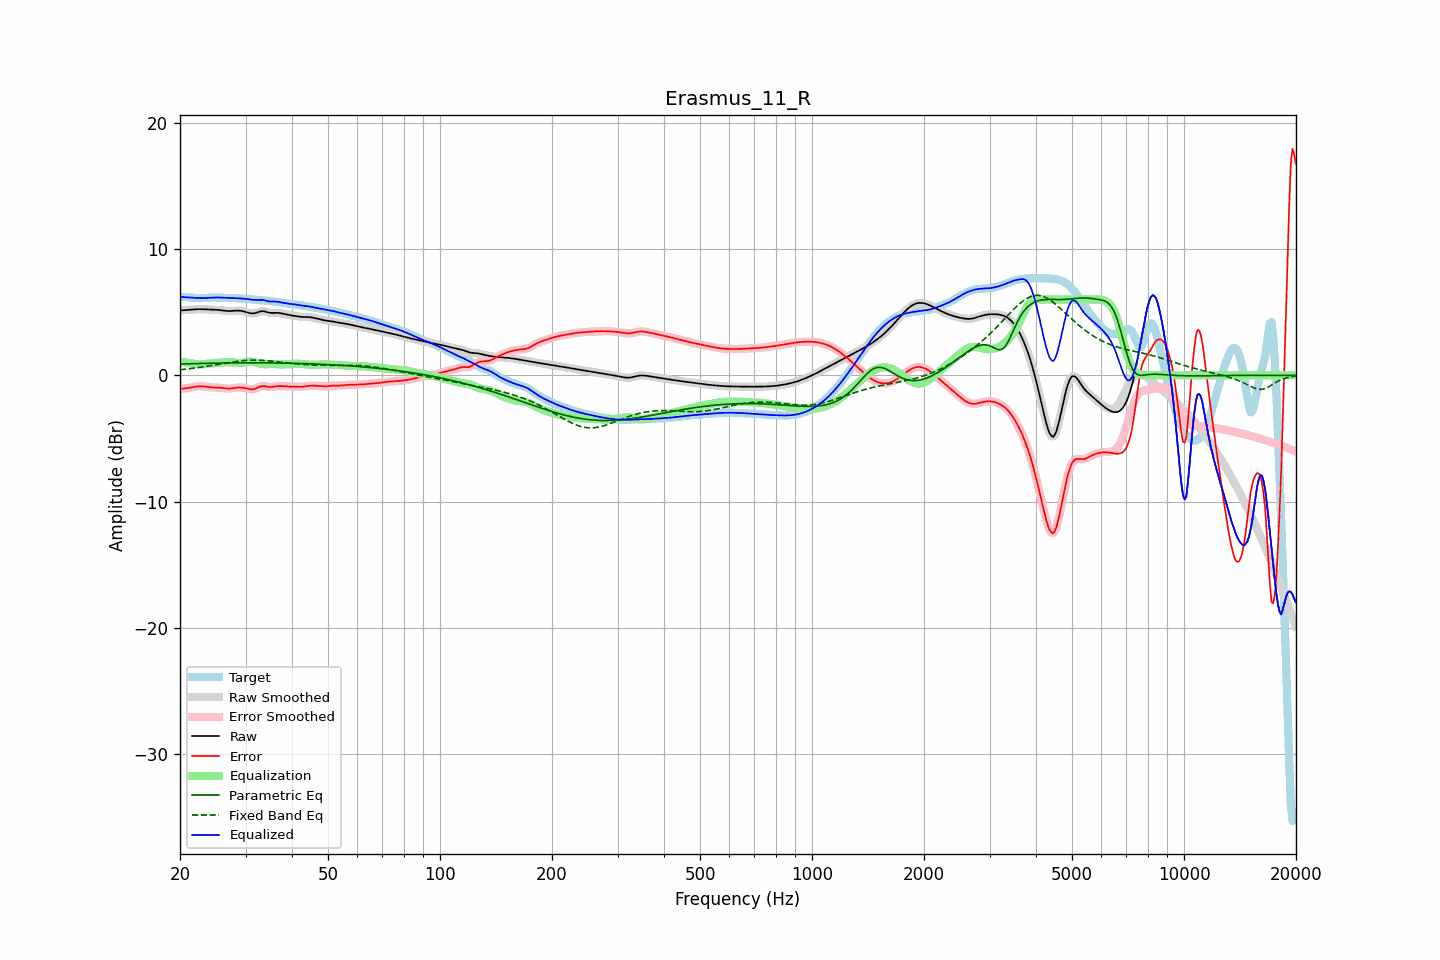 Erasmus_11_R
20
10
0
−10
−20
−30
Amplitude (dBr)
Target
Raw Smoothed
Error Smoothed
Raw
Error
Equalization
Parametric Eq
Fixed Band Eq
Equalized
20 50 100 200 500 1000 2000 5000 10000 20000
Frequency (Hz)